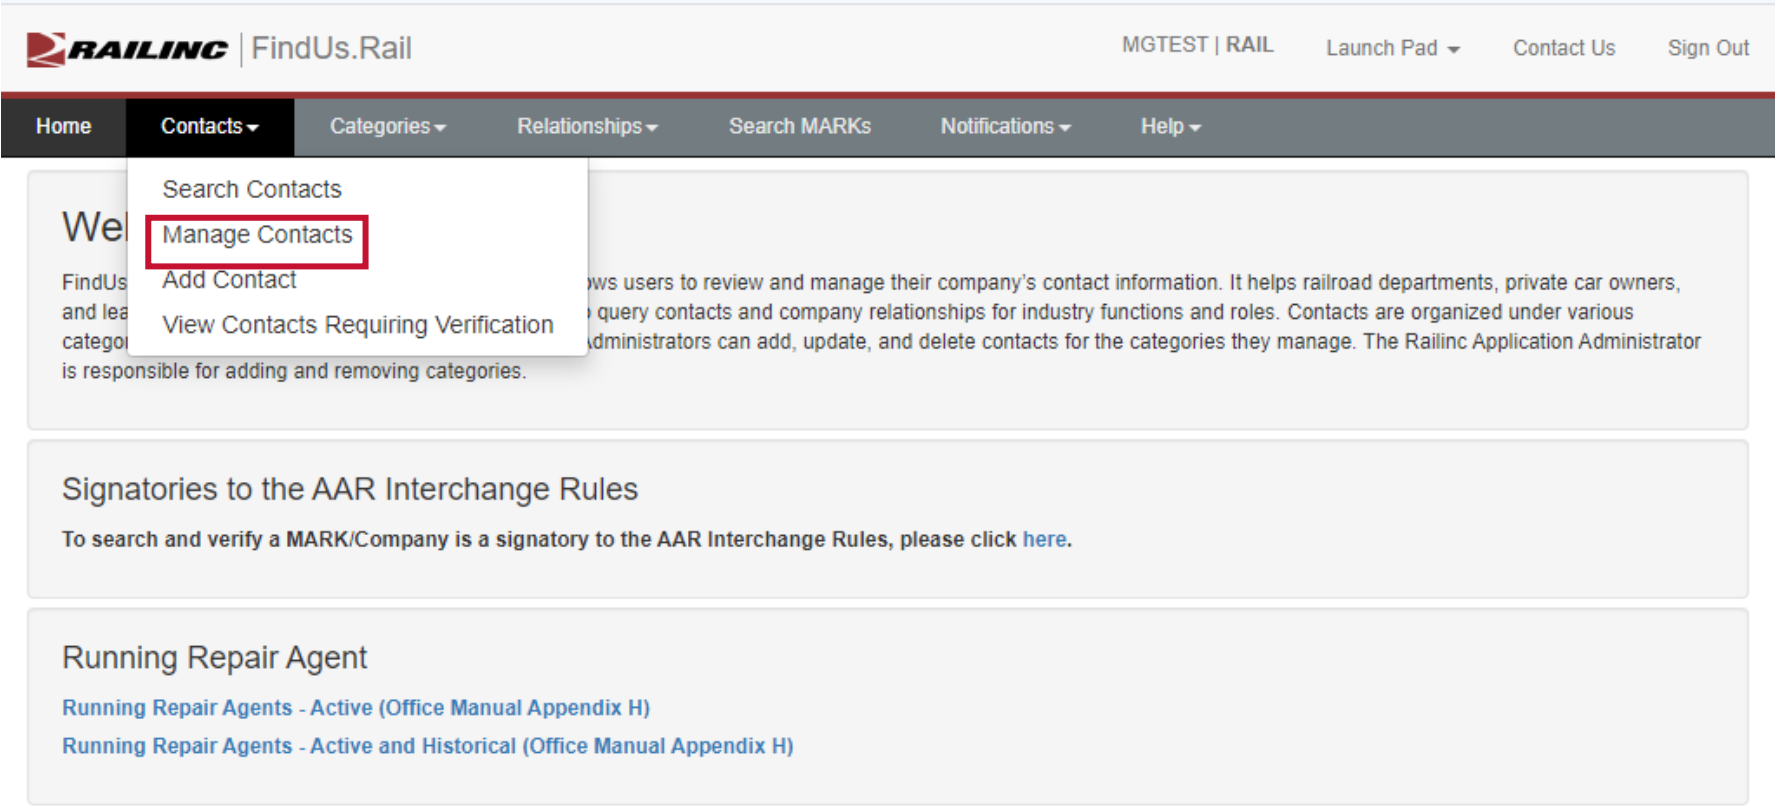 RAILINC FindUs.Rail
MGTEST | RAIL
Launch Pad
Contact Us
Sign Out
Home
Contacts
Categories
Relationships
Search MARKs
Notifications
Help
Search Contacts
Manage Contacts
Add Contact
View Contacts Requiring Verification
FindUs users to review and manage their company's contact information. It helps railroad departments, private car owners,
and query contacts and company relationships for industry functions and roles. Contacts are organized under various
can add, update, and delete contacts for the categories they manage. The Railinc Application Administrator
is responsible for adding and removing categories.
Signatories to the AAR Interchange Rules
To search and verify a MARK/Company is a signatory to the AAR Interchange Rules, please click here.
Running Repair Agent
Running Repair Agents - Active (Office Manual Appendix H)
Running Repair Agents - Active and Historical (Office Manual Appendix H)